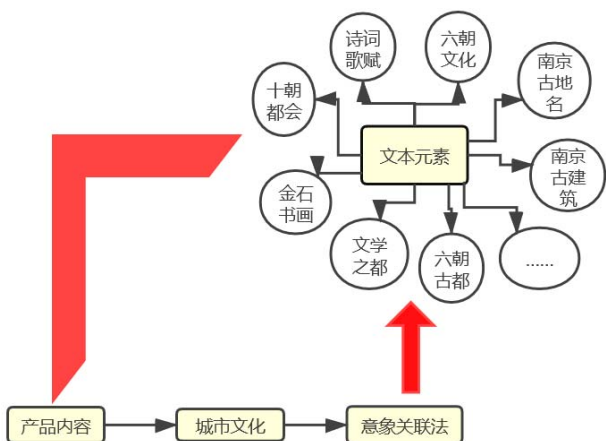 诗词
歌赋
六朝
文化
南京
古地
名
十朝
都会
文本元素
南京
古建
筑
金石
书画
文学
之都
六朝
古都
......
产品内容
城市文化
意象关联法